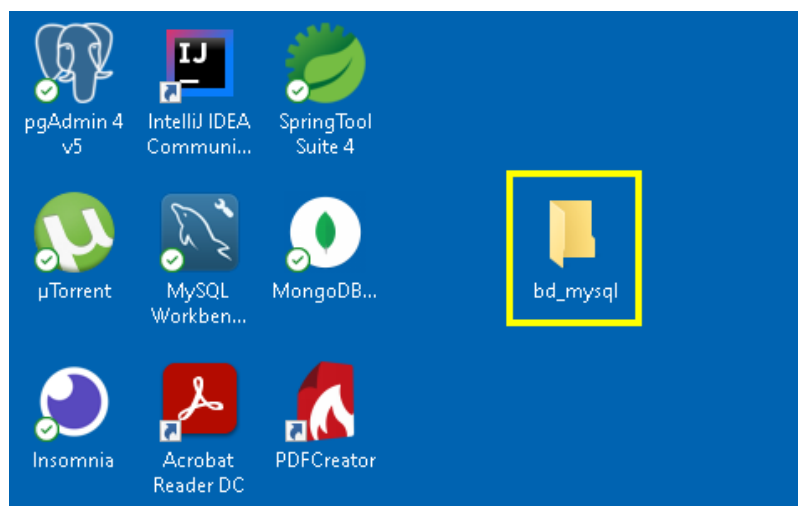 IJ
pgAdmin 4
v5
IntelliJ IDEA
Communi...
SpringTool
Suite 4
µTorrent
MySQL
Workben...
MongoDB...
bd_mysql
Insomnia
Acrobat
Reader DC
PDFCreator